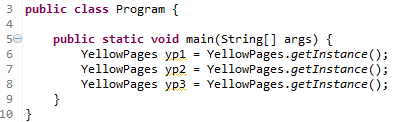 3 public class Program {
4
5 public static void main(String[] args) {
6 YellowPages yp1 = YellowPages.getInstance();
7 YellowPages yp2 = YellowPages.getInstance();
8 YellowPages yp3 = YellowPages.getInstance();
9 }
10 }